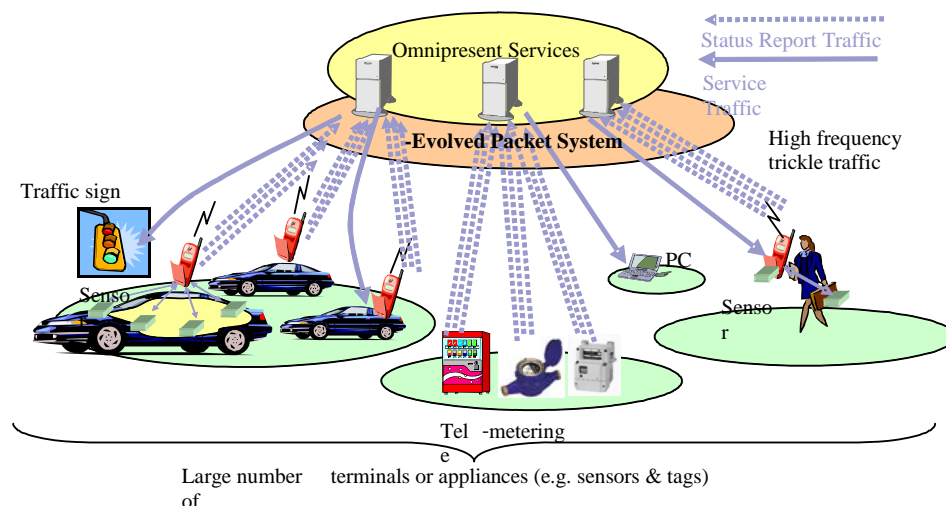 Omnipresent Services
Status Report Traffic
Service
Traffic
-Evolved Packet System
High frequency
trickle traffic
Traffic sign
PC
Senso
Senso
r
Tel -metering
e
Large number terminals or appliances (e.g. sensors & tags)
of